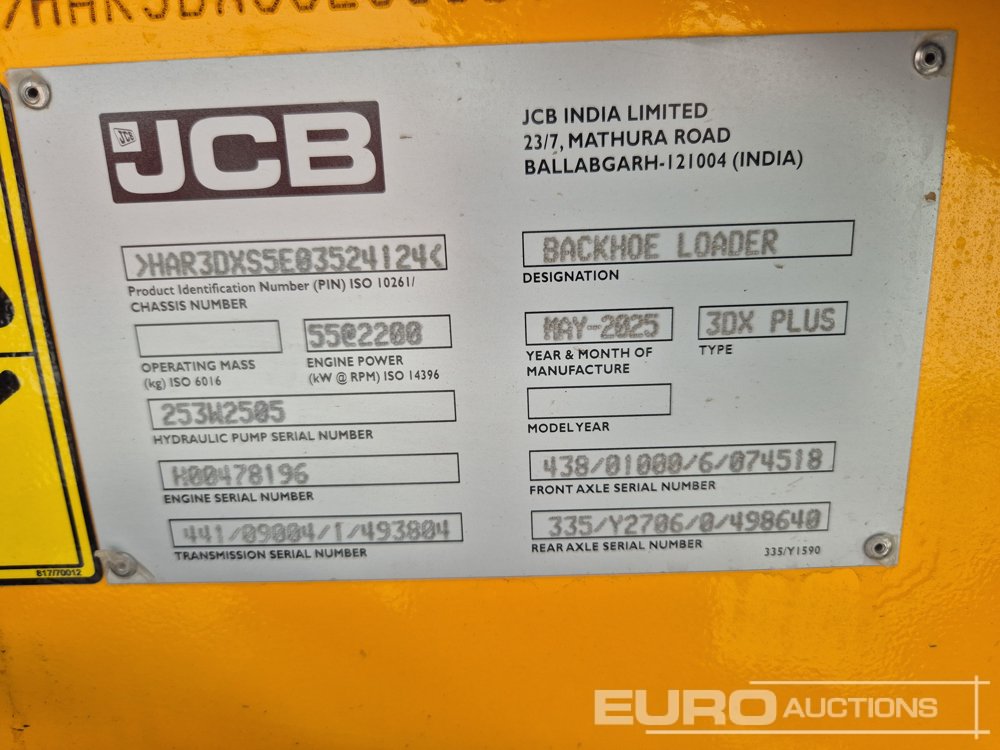 JCB
JCB
JCB INDIA LIMITED
23/7, MATHURA ROAD
BALLABGARH-121004 (INDIA)
>HAR3DXS5E03524124<
Product Identification Number (PIN) ISO 10261/
CHASSIS NUMBER
BACKHOE LOADER
DESIGNATION
OPERATING MASS
(kg) ISO 6016
55@2200
ENGINE POWER
(kW @ RPM) ISO 14396
MAY-2025
YEAR & MONTH OF
MANUFACTURE
3DX PLUS
TYPE
253W2505
HYDRAULIC PUMP SERIAL NUMBER
MODEL YEAR
H00478196
ENGINE SERIAL NUMBER
438/01000/6/074518
FRONT AXLE SERIAL NUMBER
441/09004/1/493804
TRANSMISSION SERIAL NUMBER
335/Y2706/0/498640
REAR AXLE SERIAL NUMBER
335/Y1590
817/70012
EURO AUCTIONS